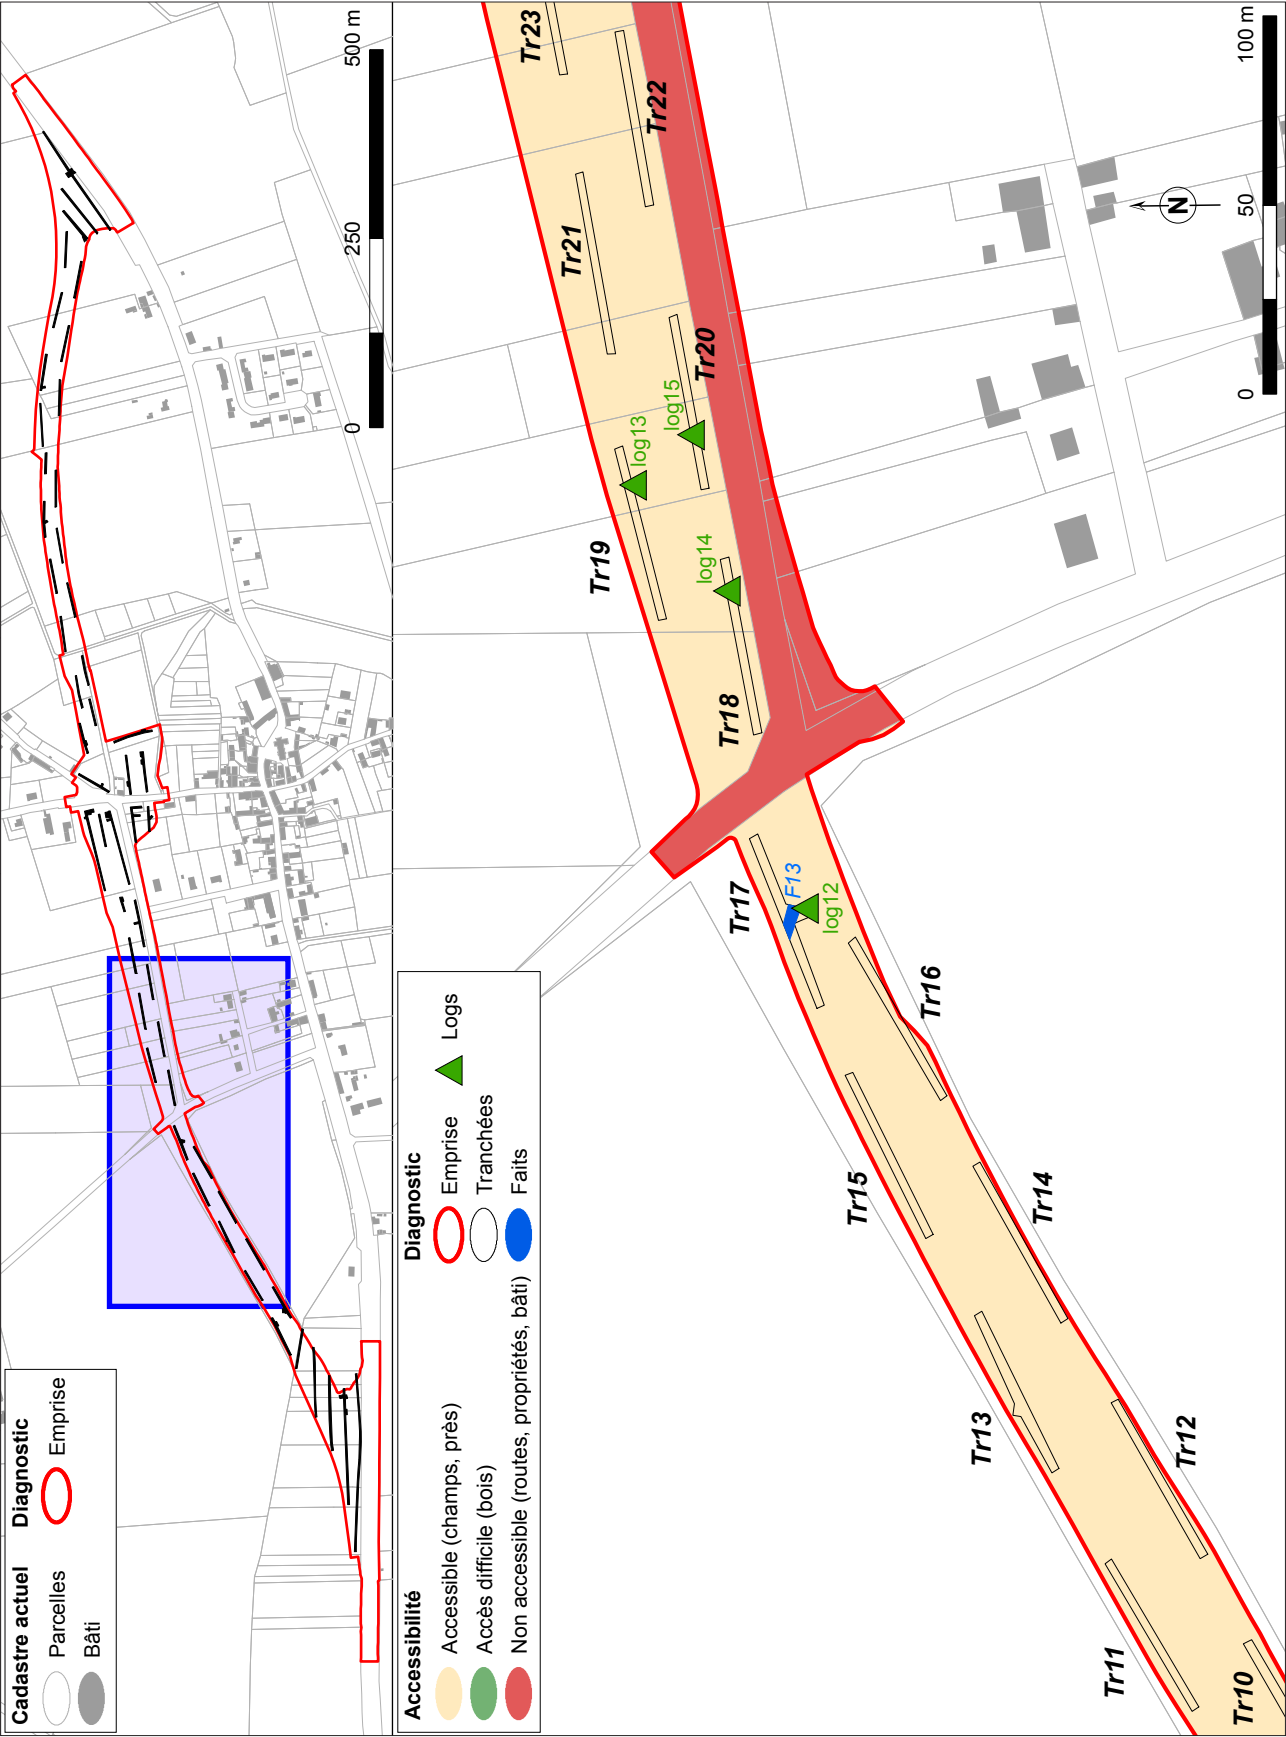 Cadastre actuel
Parcelles
Bâti
Diagnostic
Emprise
0 250 500 m
Accessibilité
Accessible (champs, près)
Accès difficile (bois)
Non accessible (routes, propriétés, bâti)
Diagnostic
Emprise
Tranchées
Faits
Logs
Tr10
Tr11
Tr12
Tr13
Tr14
Tr15
Tr16
Tr17
F13
log12
Tr18
log14
Tr19
log13
log15
Tr20
Tr21
Tr22
Tr23
N
0 50 100 m